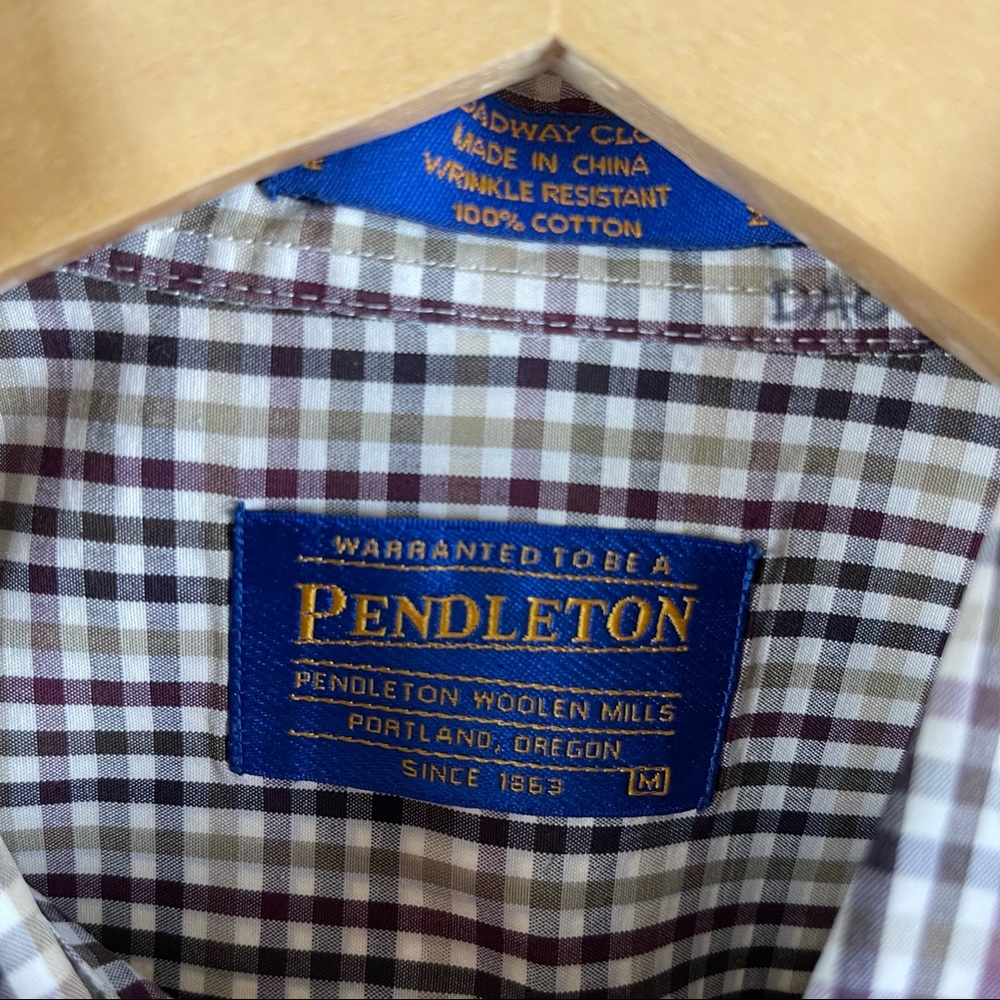 MADE IN CHINA
WRINKLE RESISTANT
100% COTTON
WARRANTED TO BE A
PENDLETON
PENDLETON WOOLEN MILLS
PORTLAND, OREGON
SINCE 1863
M